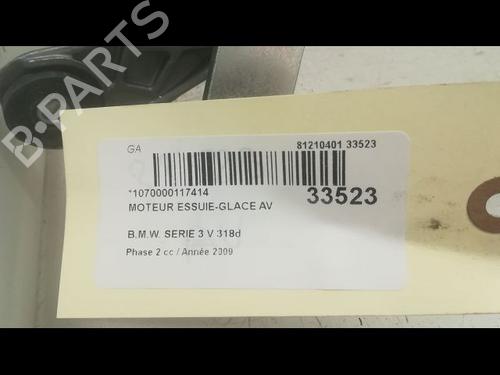 B-PARTS
GA
81210401 33523
*1070000117414
33523
MOTEUR ESSUIE-GLACE AV
B.M.W. SERIE 3 V 318d
Phase 2 cc / Année 2009